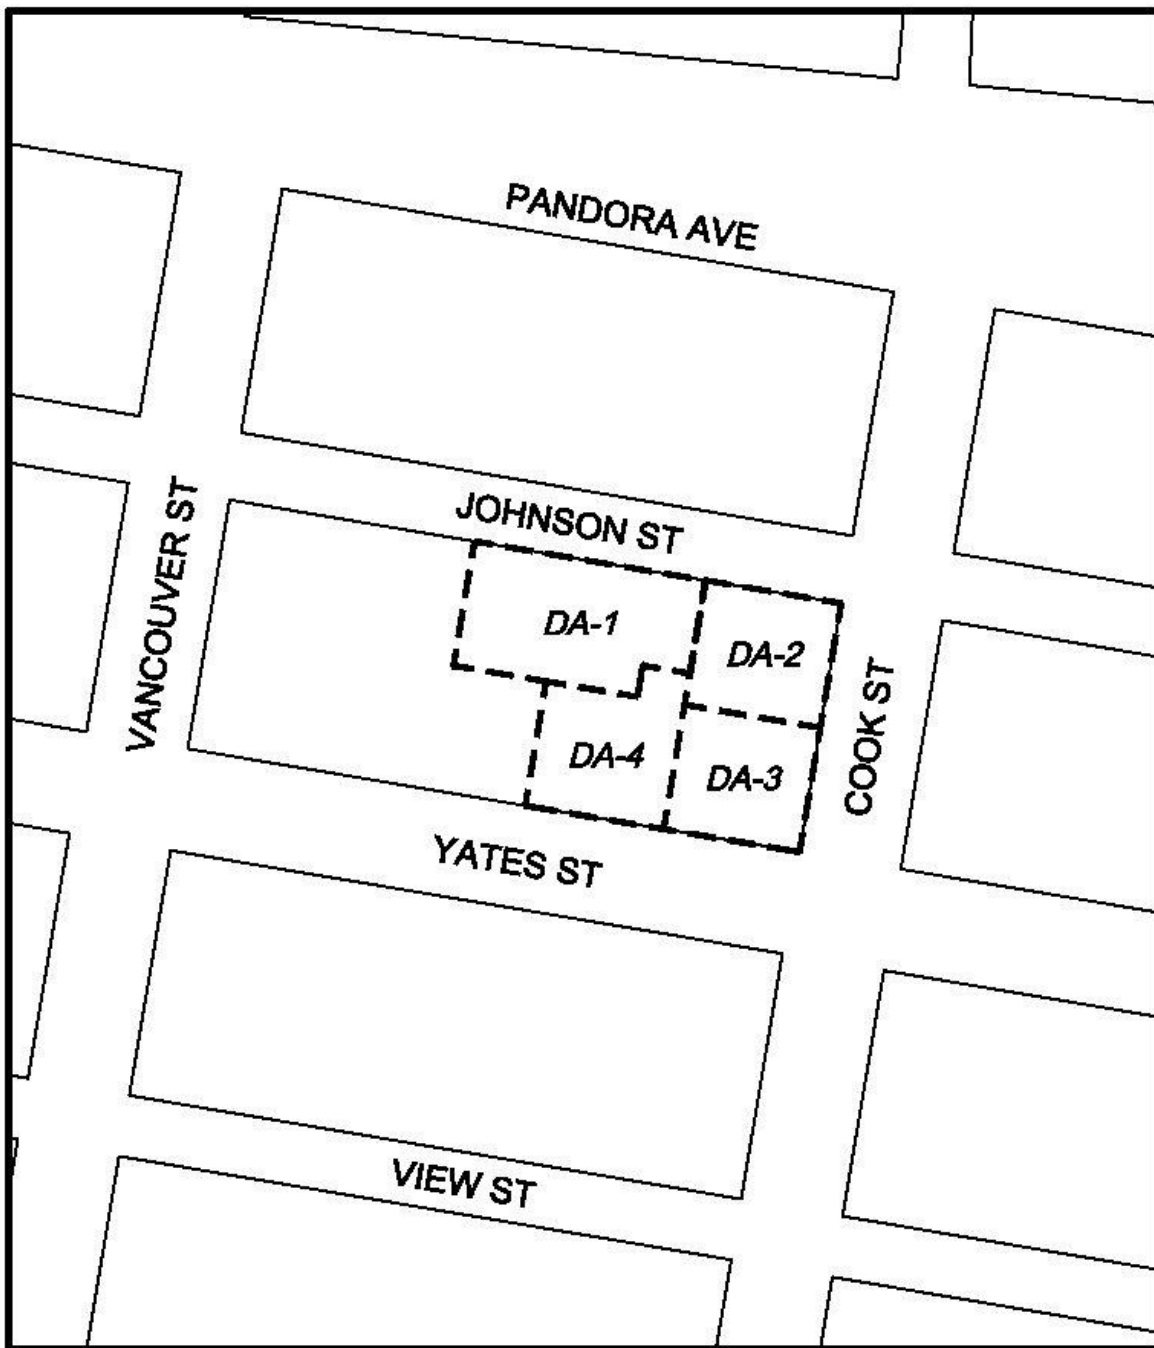 PANDORA AVE
JOHNSON ST
VANCOUVER ST
DA-1
DA-2
COOK ST
DA-4
DA-3
YATES ST
VIEW ST